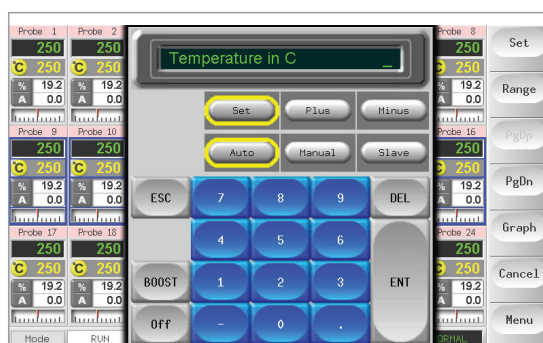 Probe 1 Probe 2 Probe 8
250 250 250 Set
°C 250 °C 250 250
% 19.2 % 19.2 19.2 Range
A 0.0 A 0.0 0.0
Temperature in C _
Set Plus Minus
Auto Manual Slave
Probe 9 Probe 10 Probe 16 PgUp
250 250 250
°C 250 °C 250 250
% 19.2 % 19.2 19.2 PgDn
A 0.0 A 0.0 0.0
ESC 7 8 9 DEL
Probe 17 Probe 18 Probe 24 Graph
250 250 250
4 5 6
°C 250 °C 250 250 Cancel
% 19.2 % 19.2 19.2
A 0.0 A 0.0 0.0
BOOST 1 2 3 ENT
Off - 0 . Menu
Mode RUN ORMAL